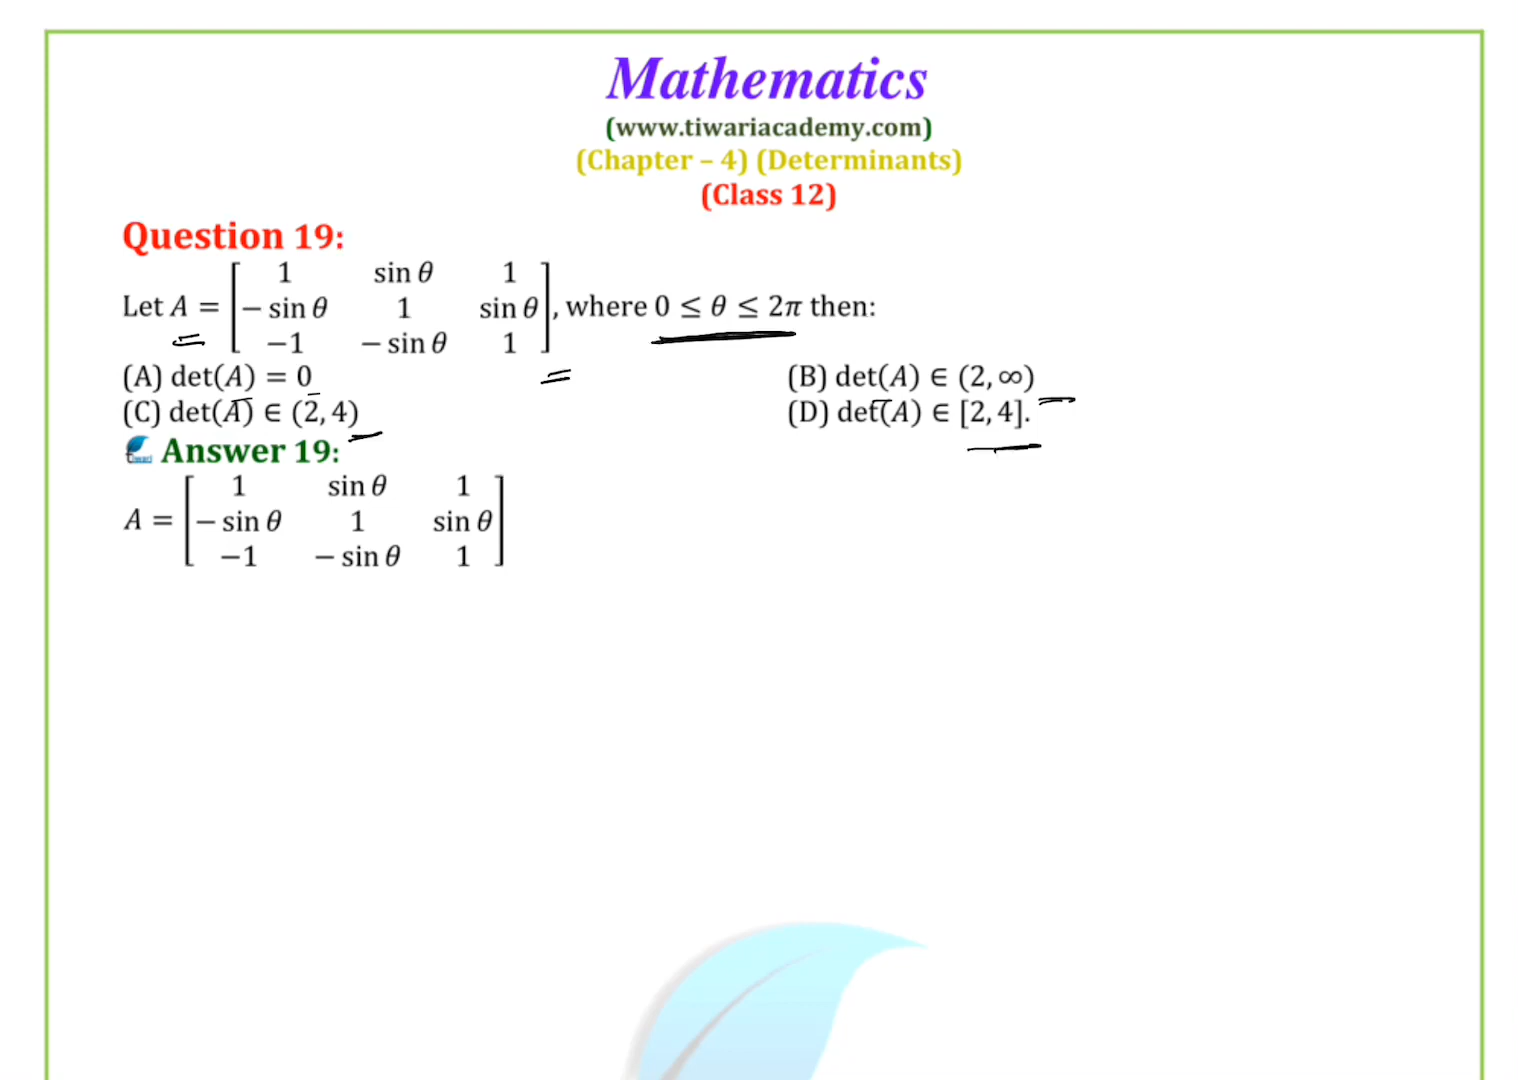 Mathematics
(www.tiwariacademy.com)
(Chapter – 4) (Determinants)
(Class 12)
Question 19:
Let A = [ 1 sin θ 1
− sin θ 1 sin θ
−1 − sin θ 1 ], where 0 ≤ θ ≤ 2π then:
(A) det(A) = 0 (B) det(A) ∈ (2, ∞)
(C) det(A) ∈ (2, 4) (D) det(A) ∈ [2, 4].
Answer 19:
A = [ 1 sin θ 1
− sin θ 1 sin θ
−1 − sin θ 1 ]